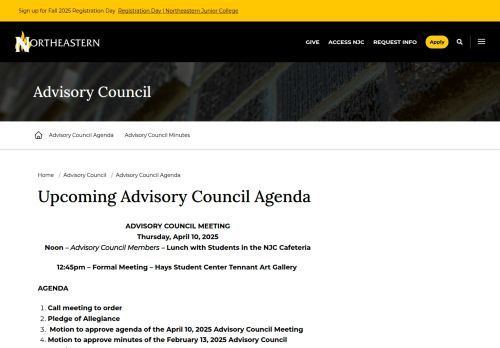 Sign up for Fall 2025 Registration Day Registration Day | Northeastern Junior College
NORTHEASTERN
GIVE ACCESS NJC REQUEST INFO Apply
Advisory Council
Advisory Council Agenda Advisory Council Minutes
Home / Advisory Council / Advisory Council Agenda
Upcoming Advisory Council Agenda
ADVISORY COUNCIL MEETING
Thursday, April 10, 2025
Noon – Advisory Council Members – Lunch with Students in the NJC Cafeteria
12:45pm – Formal Meeting – Hays Student Center Tennant Art Gallery
AGENDA
1. Call meeting to order
2. Pledge of Allegiance
3. Motion to approve agenda of the April 10, 2025 Advisory Council Meeting
4. Motion to approve minutes of the February 13, 2025 Advisory Council